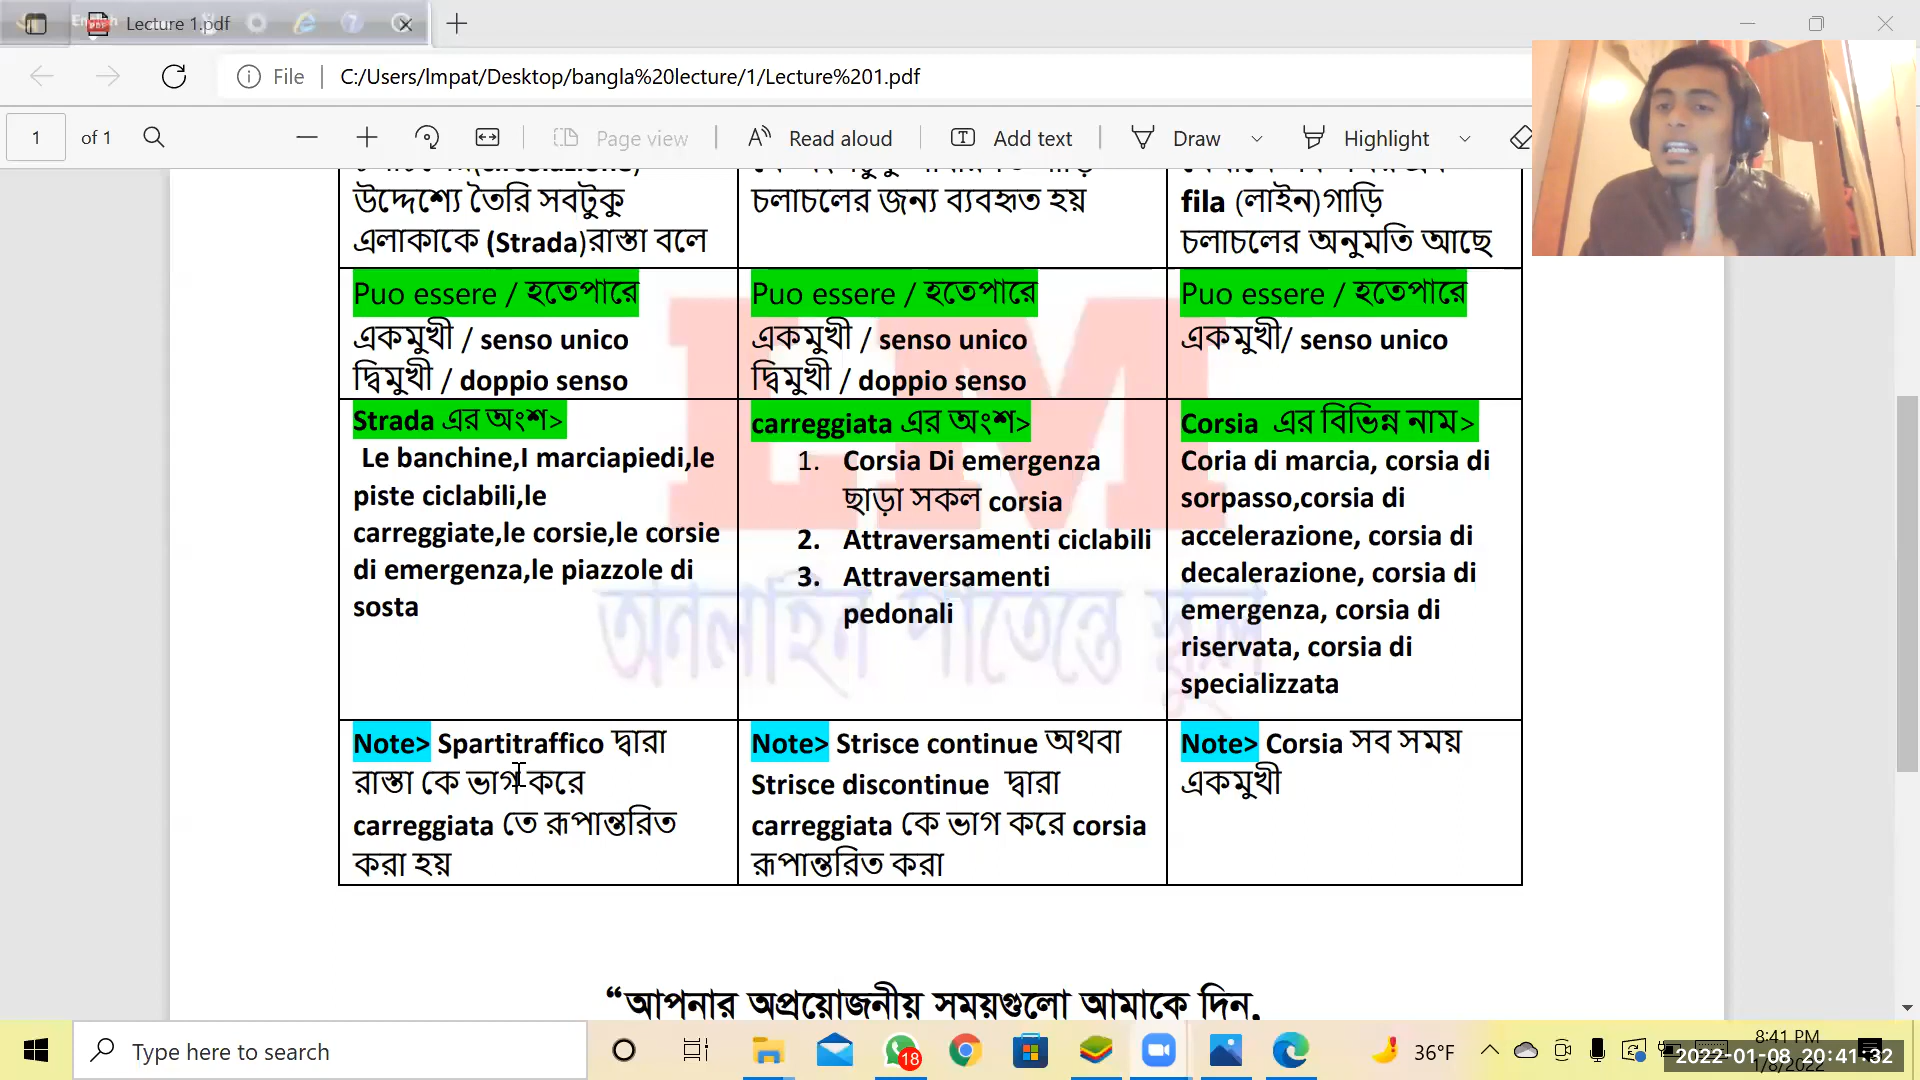 Lecture 1.pdf
File
C:/Users/Impat/Desktop/bangla%20lecture/1/Lecture%201.pdf
1 of 1
Page view
Read aloud
Add text
Draw
Highlight
উদ্দেশ্যে তৈরি সবটুকু
এলাকাকে (Strada)রাস্তা বলে
চলাচলের জন্য ব্যবহৃত হয়
fila (লাইন)গাড়ি
চলাচলের অনুমতি আছে
Puo essere / হতেপারে
একমুখী / senso unico
দ্বিমুখী / doppio senso
Puo essere / হতেপারে
একমুখী / senso unico
দ্বিমুখী / doppio senso
Puo essere / হতেপারে
একমুখী/ senso unico
Strada এর অংশ>
Le banchine,I marciapiedi,le
piste ciclabili,le
carreggiate,le corsie,le corsie
di emergenza,le piazzole di
sosta
carreggiata এর অংশ>
1. Corsia Di emergenza
ছাড়া সকল corsia
2. Attraversamenti ciclabili
3. Attraversamenti
pedonali
Corsia এর বিভিন্ন নাম>
Coria di marcia, corsia di
sorpasso,corsia di
accelerazione, corsia di
decalerazione, corsia di
emergenza, corsia di
riservata, corsia di
specializzata
Note> Spartitraffico দ্বারা
রাস্তা কে ভাগ করে
carreggiata তে রূপান্তরিত
করা হয়
Note> Strisce continue অথবা
Strisce discontinue দ্বারা
carreggiata কে ভাগ করে corsia
রূপান্তরিত করা
Note> Corsia সব সময়
একমুখী
EM
অনলাইন পাতেন্তে স্কুল
“আপনার অপ্রয়োজনীয় সময়গুলো আমাকে দিন,
Type here to search
18
36°F
8:41 PM
1/8/2022
2022-01-08 20:41:32